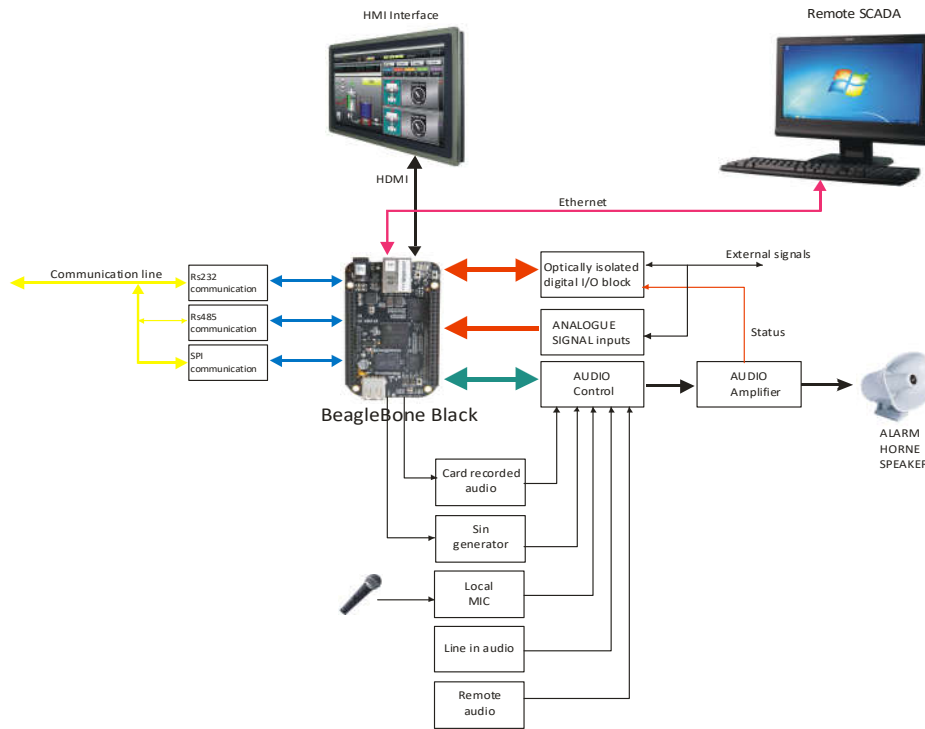 HMI Interface
Remote SCADA
HDMI
Ethernet
Communication line
Rs232
communication
Rs485
communication
SPI
communication
Optically isolated
digital I/O block
External signals
ANALOGUE
SIGNAL inputs
Status
AUDIO
Control
AUDIO
Amplifier
BeagleBone Black
ALARM
HORNE
SPEAKER
Card recorded
audio
Sin
generator
Local
MIC
Line in audio
Remote
audio